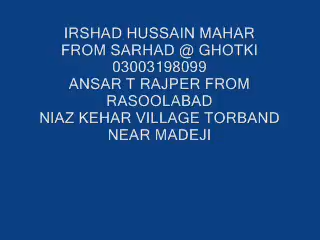 IRSHAD HUSSAIN MAHAR
FROM SARHAD @ GHOTKI
03003198099
ANSAR T RAJPER FROM
RASOOLABAD
NIAZ KEHAR VILLAGE TORBAND
NEAR MADEJI